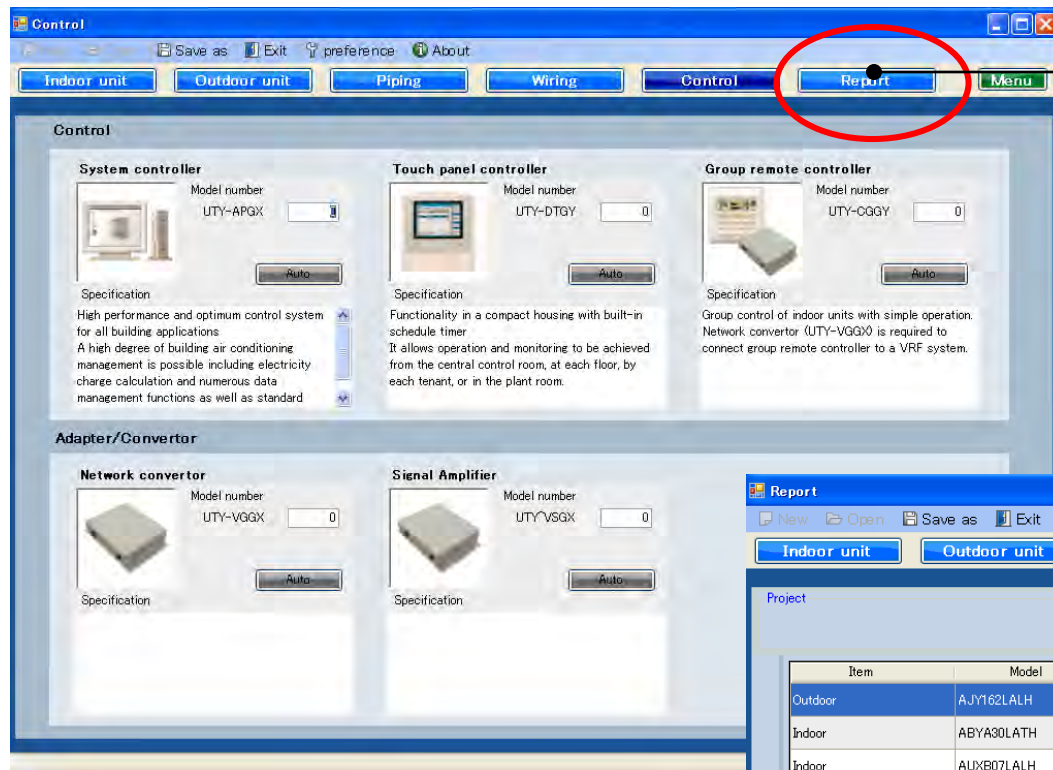 Control
Save as Exit preference About
Indoor unit Outdoor unit Piping Wiring Control Report Menu
Control
System controller
Model number
UTY-APGX 0
Auto
Specification
High performance and optimum control system
for all building applications
A high degree of building air conditioning
management is possible including electricity
charge calculation and numerous data
management functions as well as standard
Touch panel controller
Model number
UTY-DTGY 0
Auto
Specification
Functionality in a compact housing with built-in
schedule timer
It allows operation and monitoring to be achieved
from the central control room, at each floor, by
each tenant, or in the plant room.
Group remote controller
Model number
UTY-CGGY 0
Auto
Specification
Group control of indoor units with simple operation.
Network convertor (UTY-VGGX) is required to
connect group remote controller to a VRF system.
Adapter/Convertor
Network convertor
Model number
UTY-VGGX 0
Auto
Specification
Signal Amplifier
Model number
UTY^VSGX 0
Auto
Specification
Report
New Open Save as Exit
Indoor unit Outdoor unit
Project
Item Model
Outdoor AJY162LALH
Indoor ABYA30LATH
Indoor AUXB07LALH